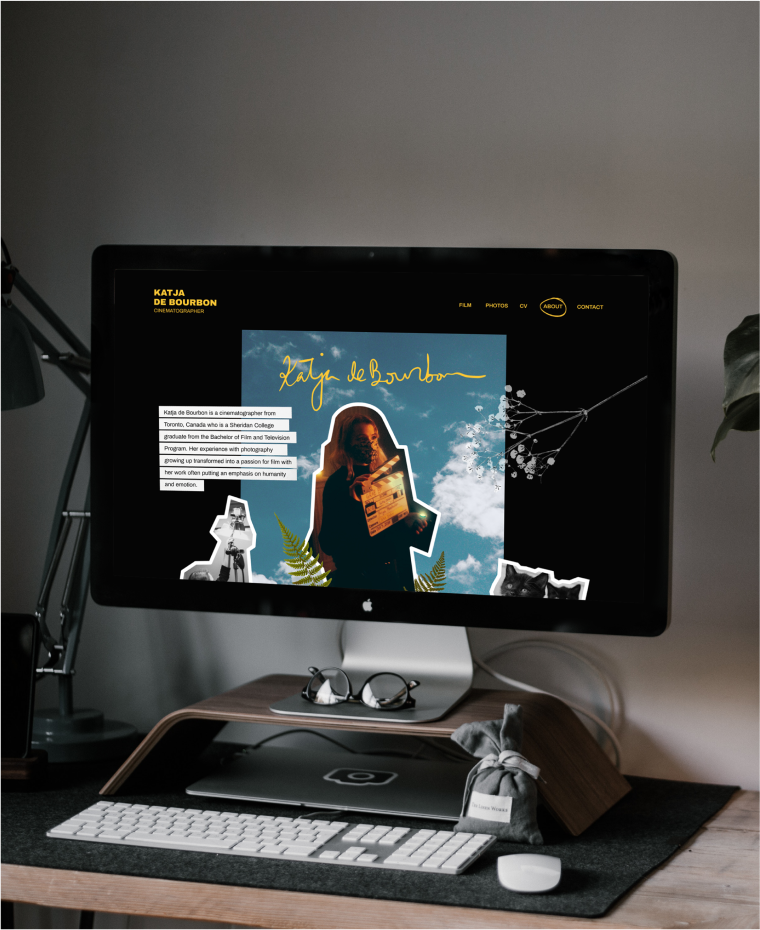 KATJA
DE BOURBON
CINEMATOGRAPHER
FILM PHOTOS CV ABOUT CONTACT
Katja de Bourbon
Katja de Bourbon is a cinematographer from
Toronto, Canada who is a Sheridan College
graduate from the Bachelor of Film and Television
Program. Her experience with photography
growing up transformed into a passion for film with
her work often putting an emphasis on humanity
and emotion.